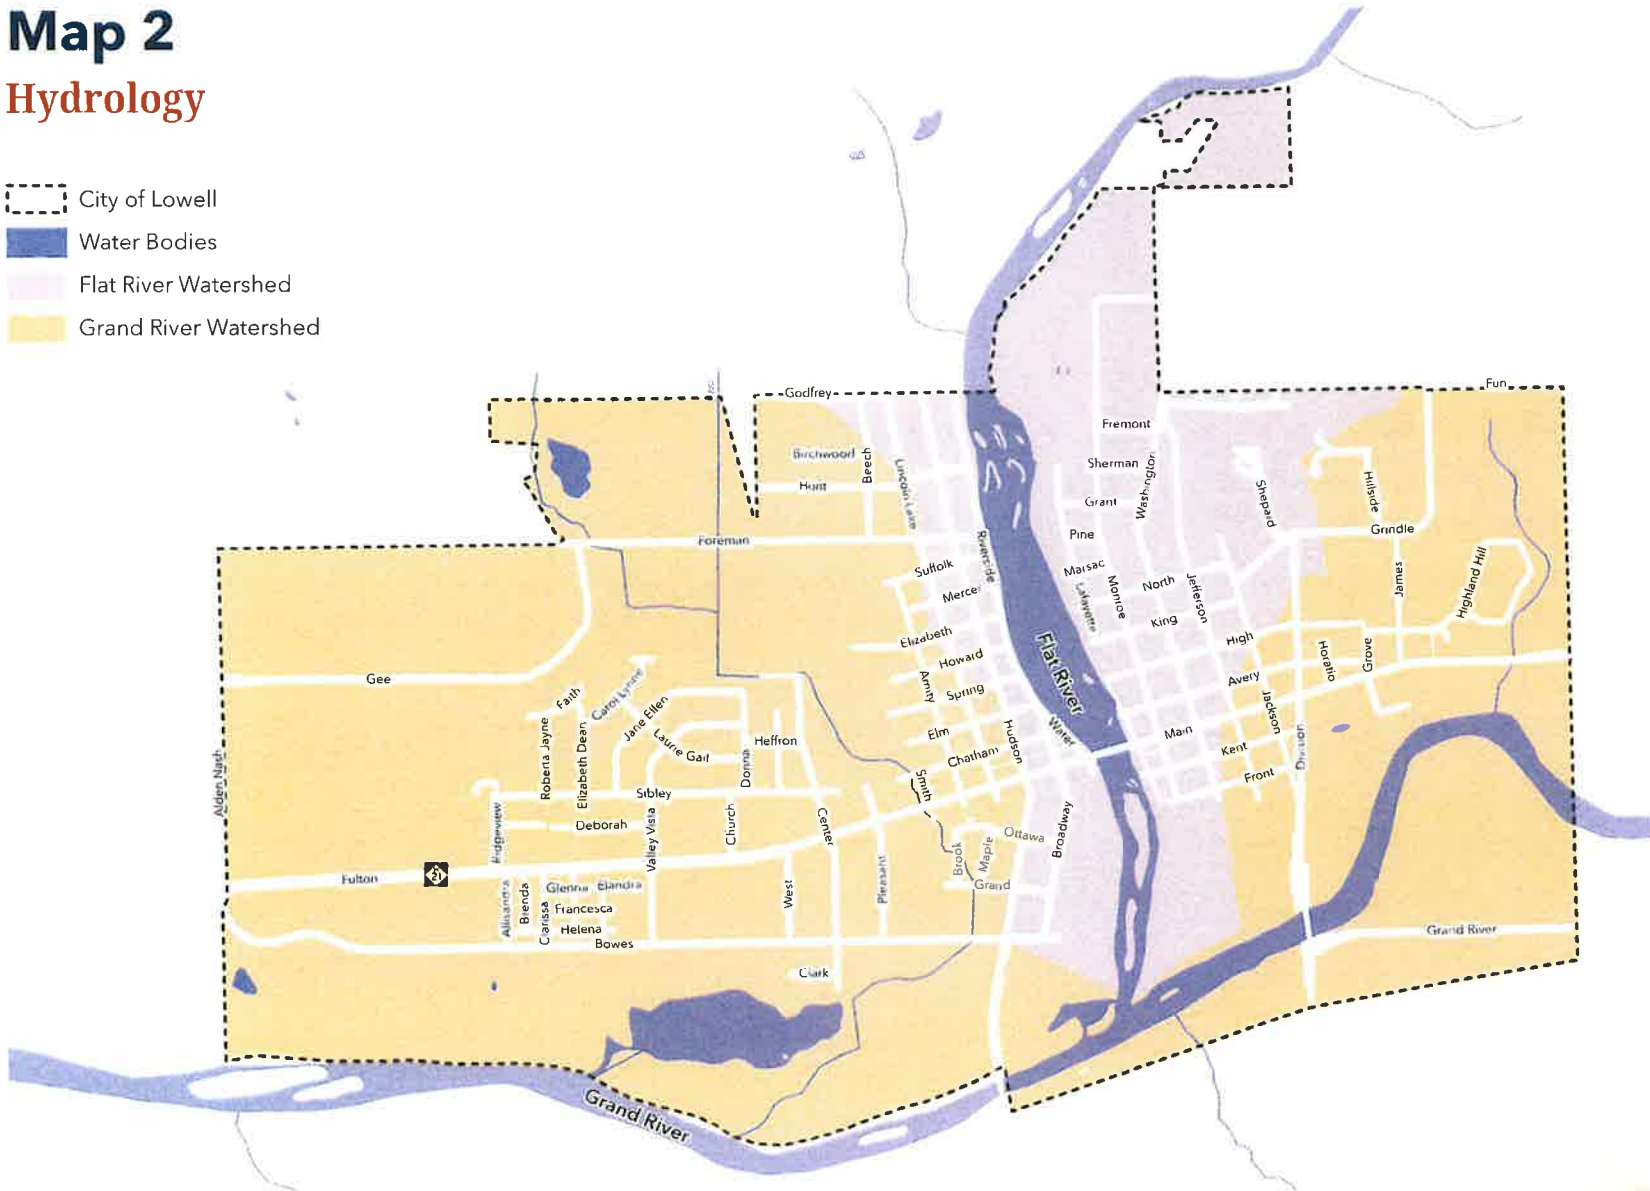 Map 2
Hydrology
City of Lowell
Water Bodies
Flat River Watershed
Grand River Watershed
Godfrey
Fun
Birchwood
Beech
Hunt
Lincoln Lake
Fremont
Sherman
Washington
Grant
Pine
Shepard
Hillside
Grindle
Foreman
Riverside
Suffolk
Mercer
Marsac
Lafayette
Monroe
North
Jefferson
King
James
Highland Hill
Elizabeth
Howard
Amity
Spring
Flat River
High
Avery
Horatio
Grove
Gee
Faith
Carol Lynne
Jane Ellen
Laurie Gail
Roberta Jayne
Elizabeth Dean
Donna
Heffron
Elm
Chatham
Hudson
Water
Main
Jackson
Kent
Front
Division
Alden Nash
Sibley
Smith
Ridgeview
Deborah
Valley Vista
Church
Center
Ottawa
Broadway
Brook
Maple
Fulton
21
Glenna
Elandra
Allisandra
Brenda
Clarissa
Francesca
Helena
Bowes
West
Pleasant
Grand
Grand River
Clark
Grand River